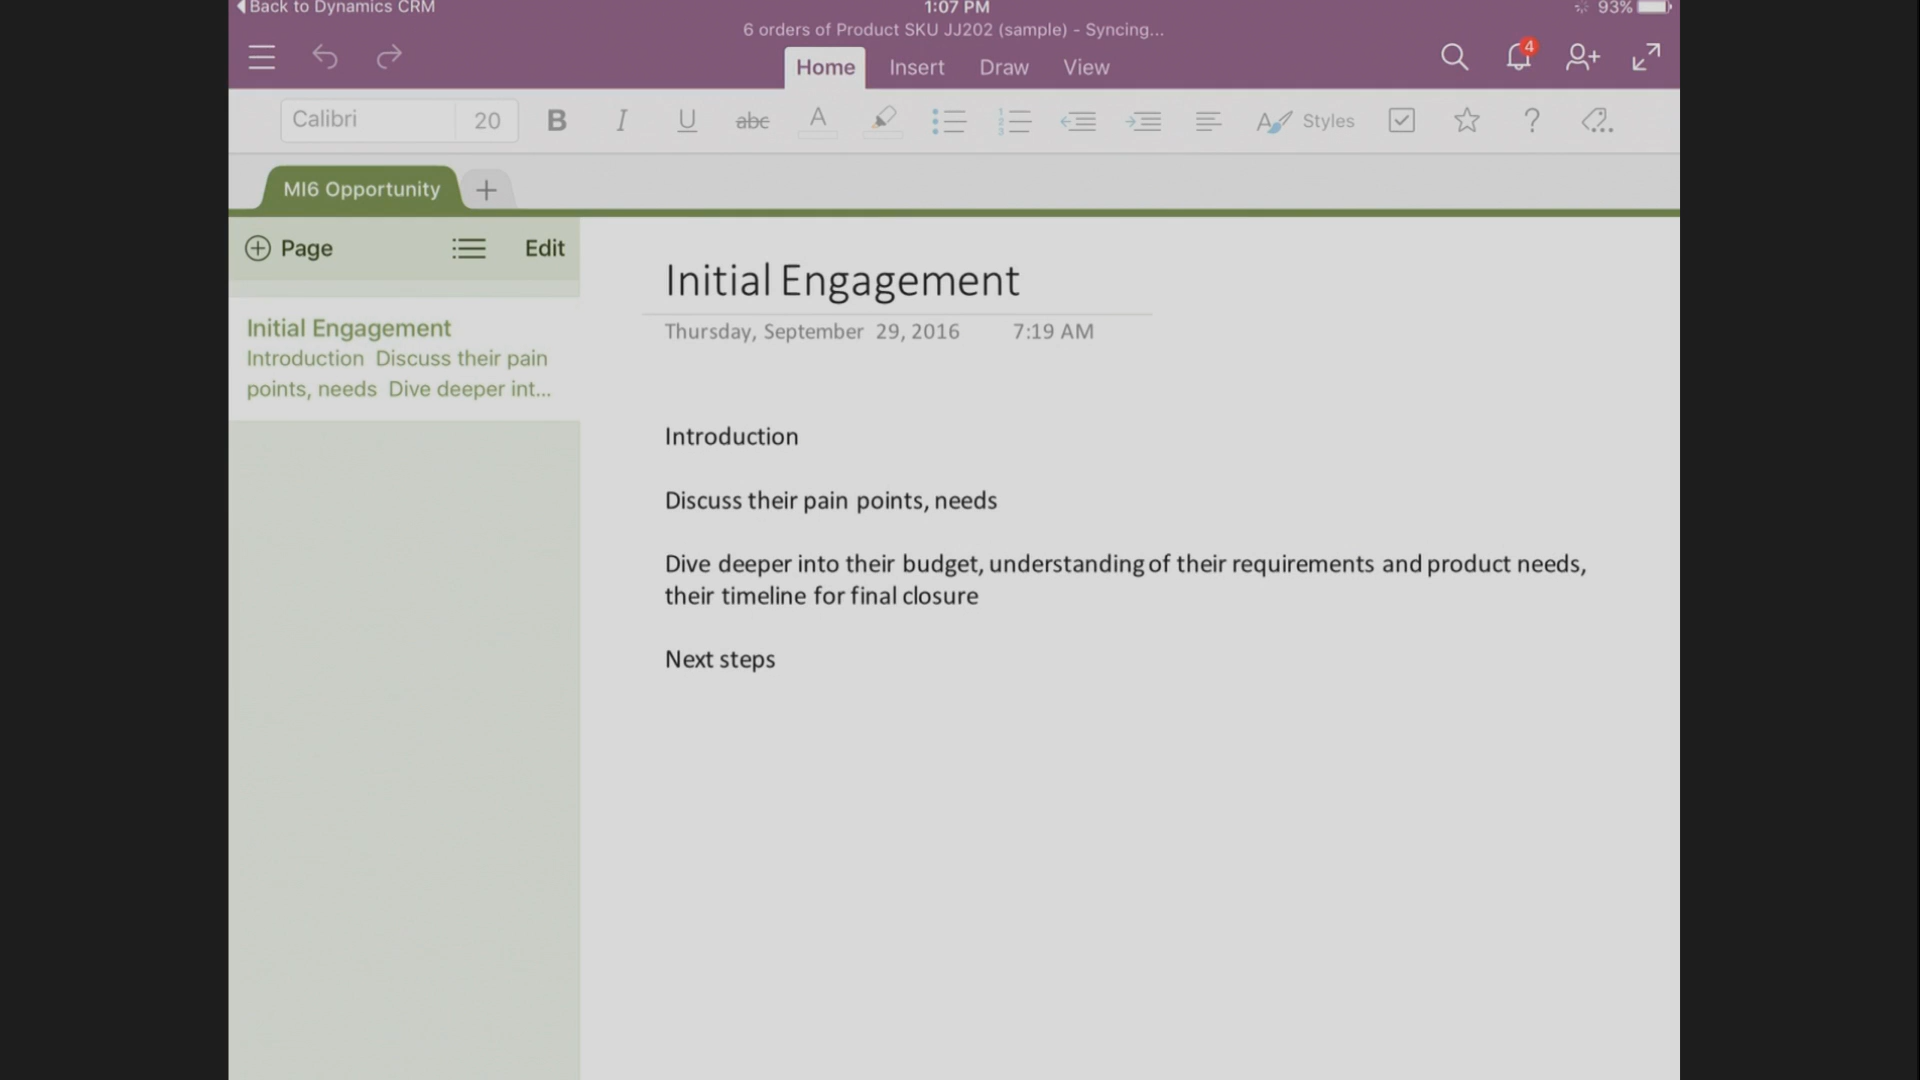 Back to Dynamics CRM
1:07 PM
93%
6 orders of Product SKU JJ202 (sample) - Syncing...
4
Home Insert Draw View
Calibri 20 B I U abc A Styles ?
MI6 Opportunity +
Page Edit
Initial Engagement
Introduction Discuss their pain
points, needs Dive deeper int...
Initial Engagement
Thursday, September 29, 2016 7:19 AM
Introduction
Discuss their pain points, needs
Dive deeper into their budget, understanding of their requirements and product needs,
their timeline for final closure
Next steps